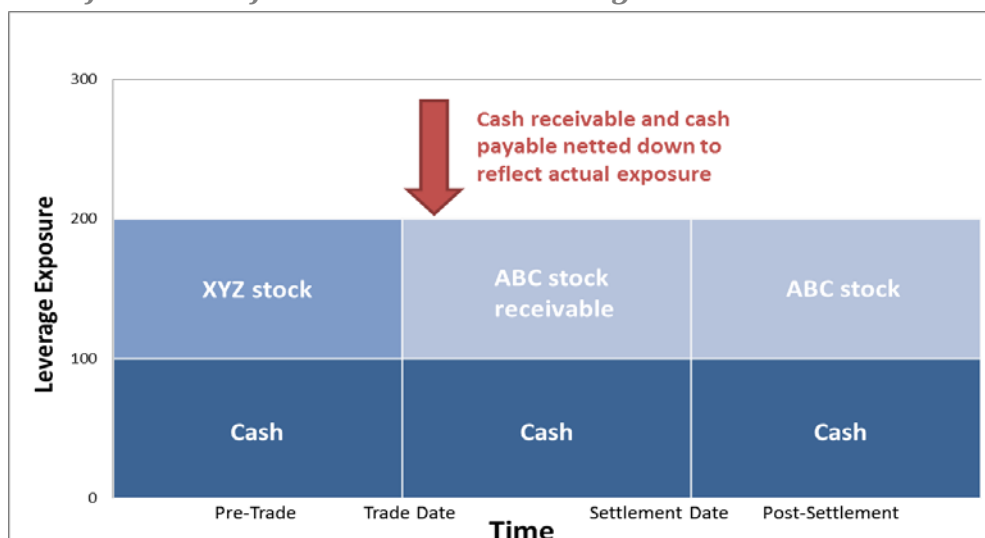 300
Cash receivable and cash
payable netted down to
reflect actual exposure
200
XYZ stock
ABC stock
receivable
ABC stock
100
Cash
Cash
Cash
0
Leverage Exposure
Pre-Trade
Trade Date
Settlement Date
Post-Settlement
Time